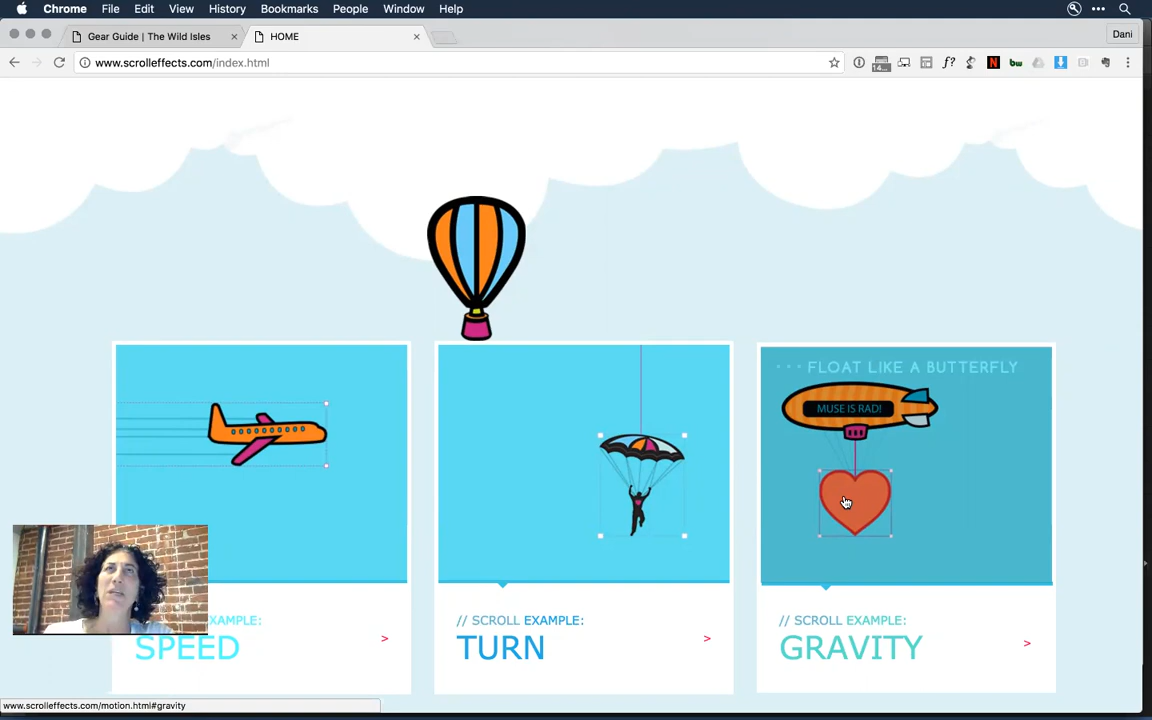 Chrome File Edit View History Bookmarks People Window Help
Gear Guide | The Wild Isles
HOME
Dani
www.scrolleffects.com/index.html
f?
N
bw
FLOAT LIKE A BUTTERFLY
MUSE IS RAD!
XAMPLE:
SPEED
>
// SCROLL EXAMPLE:
TURN
>
// SCROLL EXAMPLE:
GRAVITY
>
www.scrolleffects.com/motion.html#gravity